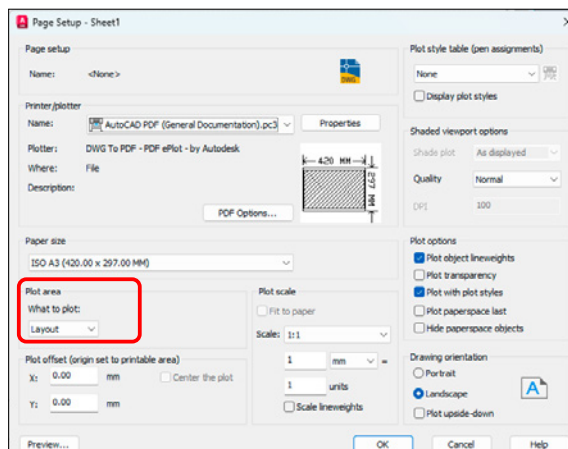 Page Setup - Sheet1
Page setup
Name: <None>
DWG
Printer/plotter
Name: AutoCAD PDF (General Documentation).pc3
Properties
Plotter: DWG To PDF - PDF ePlot - by Autodesk
Where: File
Description:
420 MM
297 MM
PDF Options...
Paper size
ISO A3 (420.00 x 297.00 MM)
Plot area
What to plot:
Layout
Plot offset (origin set to printable area)
X: 0.00 mm
Center the plot
Y: 0.00 mm
Plot scale
Fit to paper
Scale: 1:1
1 mm =
1 units
Scale lineweights
Plot style table (pen assignments)
None
Display plot styles
Shaded viewport options
Shade plot As displayed
Quality Normal
DPI 100
Plot options
Plot object lineweights
Plot transparency
Plot with plot styles
Plot paperspace last
Hide paperspace objects
Drawing orientation
Portrait
Landscape
Plot upside-down
A
Preview...
OK
Cancel
Help